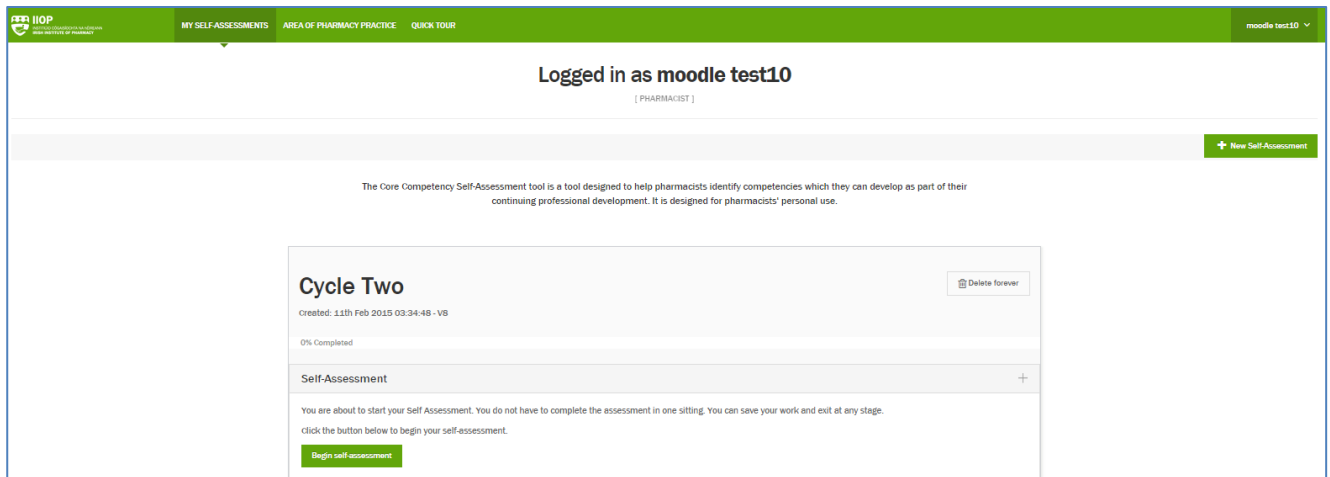 IIOP
IRISH INSTITUTE OF PHARMACY
MY SELF-ASSESSMENTS AREA OF PHARMACY PRACTICE QUICK TOUR
moodle test10
Logged in as moodle test10
[ PHARMACIST ]
+ New Self-Assessment
The Core Competency Self-Assessment tool is a tool designed to help pharmacists identify competencies which they can develop as part of their
continuing professional development. It is designed for pharmacists' personal use.
Cycle Two
Delete forever
Created: 11th Feb 2015 03:34:48 - V8
0% Completed
Self-Assessment
You are about to start your Self Assessment. You do not have to complete the assessment in one sitting. You can save your work and exit at any stage.
Click the button below to begin your self-assessment.
Begin self-assessment